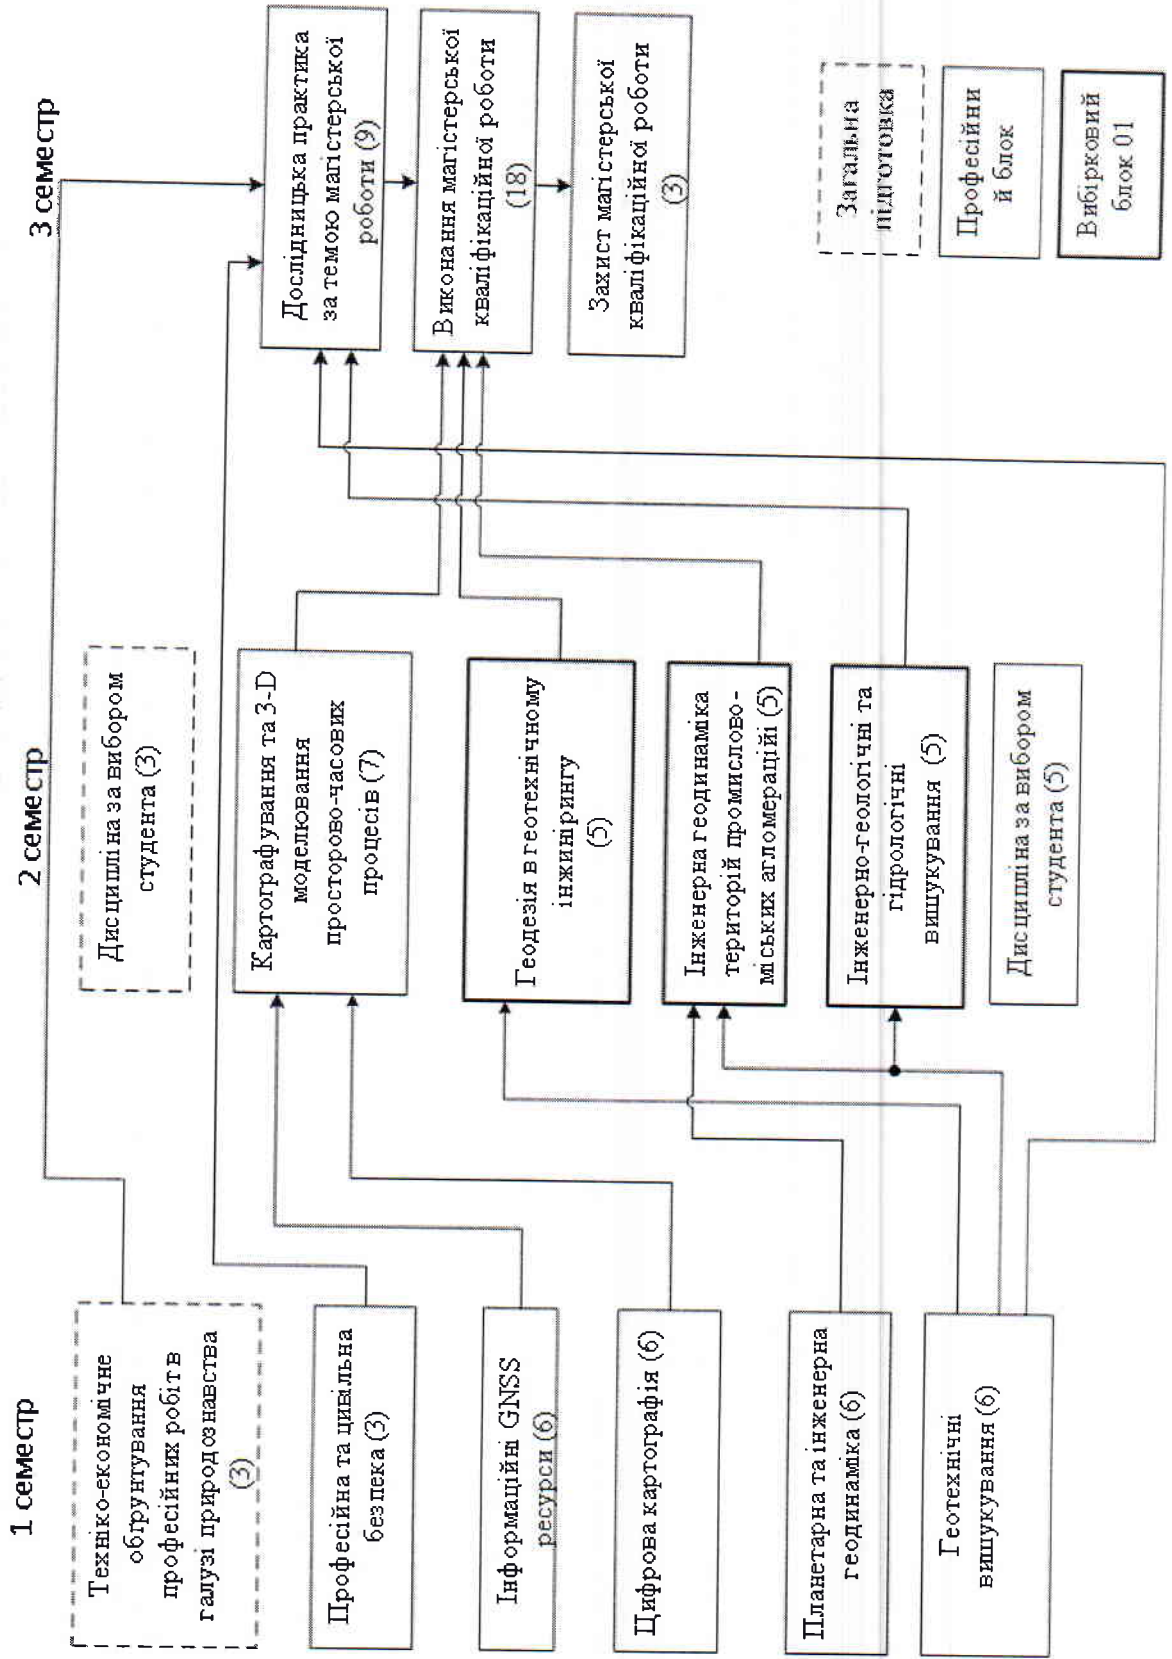 1 семестр
Техніко-економічне
обґрунтування
професійних робіт в
галузі природознавства
(3)
Професійна та цивільна
безпека (3)
Інформаційні GNSS
ресурси (6)
Цифрова картографія (6)
Планетарна та інженерна
геодинаміка (6)
Геотехнічні
вишукування (6)
2 семестр
Дисципліна за вибором
студента (3)
Картографування та 3-D
моделювання
просторово-часових
процесів (7)
Геодезія в геотехнічному
інжинірингу
(5)
Інженерна геодинаміка
територій промислово-
міських агломерацій (5)
Інженерно-геологічні та
гідрологічні
вишукування (5)
Дисципліна за вибором
студента (5)
3 семестр
Дослідницька практика
за темою магістерської
роботи (9)
Виконання магістерської
кваліфікаційної роботи
(18)
Захист магістерської
кваліфікаційної роботи
(3)
Загальна
підготовка
Професійни
й блок
Вибірковий
блок 01